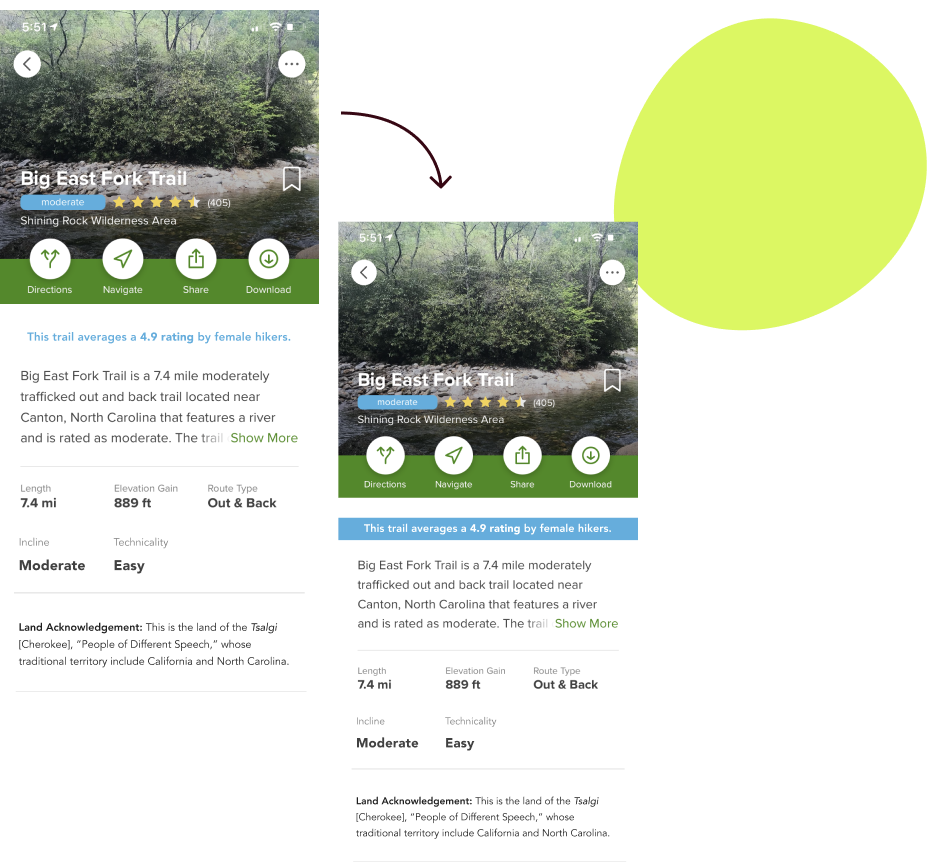 5:51
Big East Fork Trail
moderate (405)
Shining Rock Wilderness Area
Directions Navigate Share Download
This trail averages a 4.9 rating by female hikers.
Big East Fork Trail is a 7.4 mile moderately
trafficked out and back trail located near
Canton, North Carolina that features a river
and is rated as moderate. The trail Show More
Length Elevation Gain Route Type
7.4 mi 889 ft Out & Back
Incline Technicality
Moderate Easy
Land Acknowledgement: This is the land of the Tsalgi
[Cherokee], “People of Different Speech,” whose
traditional territory include California and North Carolina.
5:51
Big East Fork Trail
moderate (405)
Shining Rock Wilderness Area
Directions Navigate Share Download
This trail averages a 4.9 rating by female hikers.
Big East Fork Trail is a 7.4 mile moderately
trafficked out and back trail located near
Canton, North Carolina that features a river
and is rated as moderate. The trail Show More
Length Elevation Gain Route Type
7.4 mi 889 ft Out & Back
Incline Technicality
Moderate Easy
Land Acknowledgement: This is the land of the Tsalgi
[Cherokee], “People of Different Speech,” whose
traditional territory include California and North Carolina.